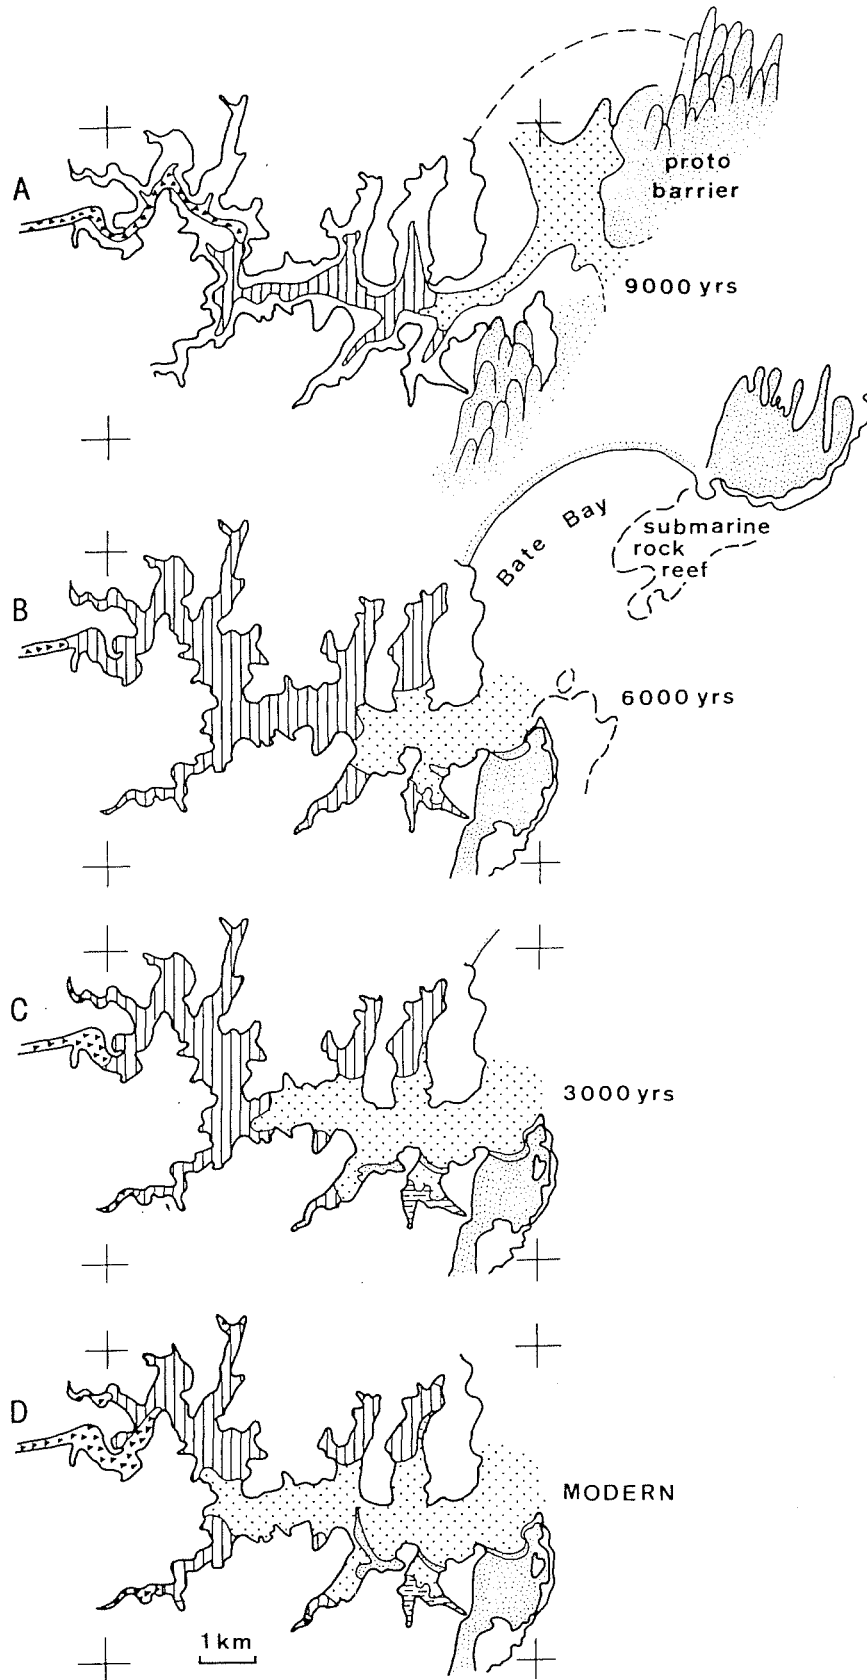 A
proto
barrier
9000 yrs
Bate Bay
submarine
rock
reef
B
6000 yrs
C
3000 yrs
D
MODERN
1 km